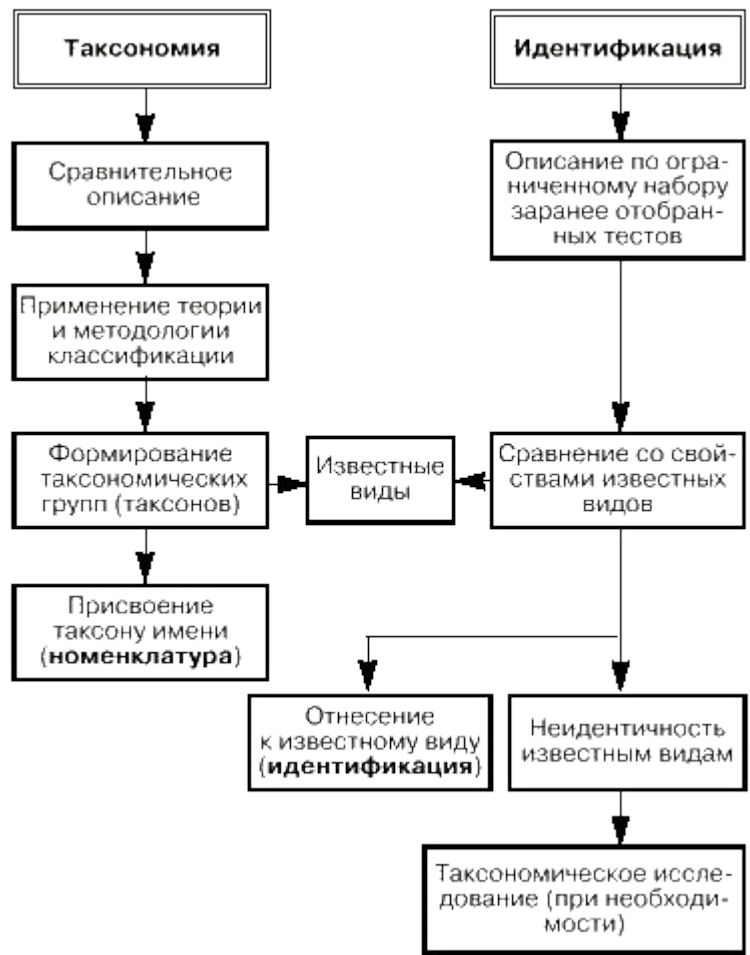 Таксономия
Идентификация
Сравнительное
описание
Описание по огра-
ниченному набору
заранее отобран-
ных тестов
Применение теории
и методологии
классификации
Формирование
таксономических
групп (таксонов)
Известные
виды
Сравнение со свой-
ствами известных
видов
Присвоение
таксону имени
(номенклатура)
Отнесение
к известному виду
(идентификация)
Неидентичность
известным видам
Таксономическое иссле-
дование (при необходи-
мости)